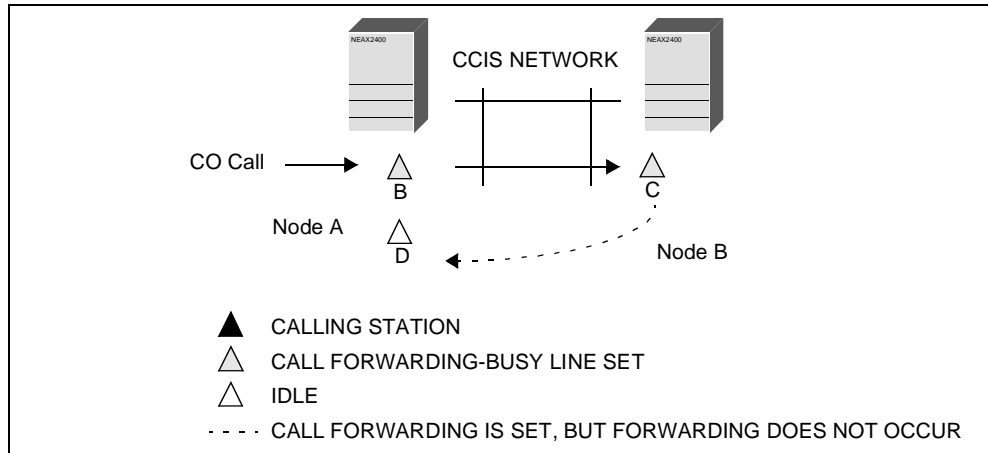 NEAX2400
NEAX2400
CCIS NETWORK
CO Call
B
C
Node A
D
Node B
CALLING STATION
CALL FORWARDING-BUSY LINE SET
IDLE
CALL FORWARDING IS SET, BUT FORWARDING DOES NOT OCCUR